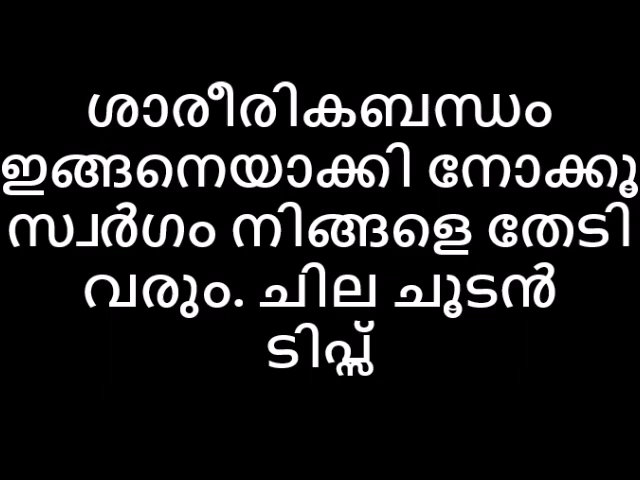 ശാരീരികബന്ധം
ഇങ്ങനെയാക്കി നോക്കൂ
സ്വർഗം നിങ്ങളെ തേടി
വരും. ചില ചൂടൻ
ടിപ്സ്